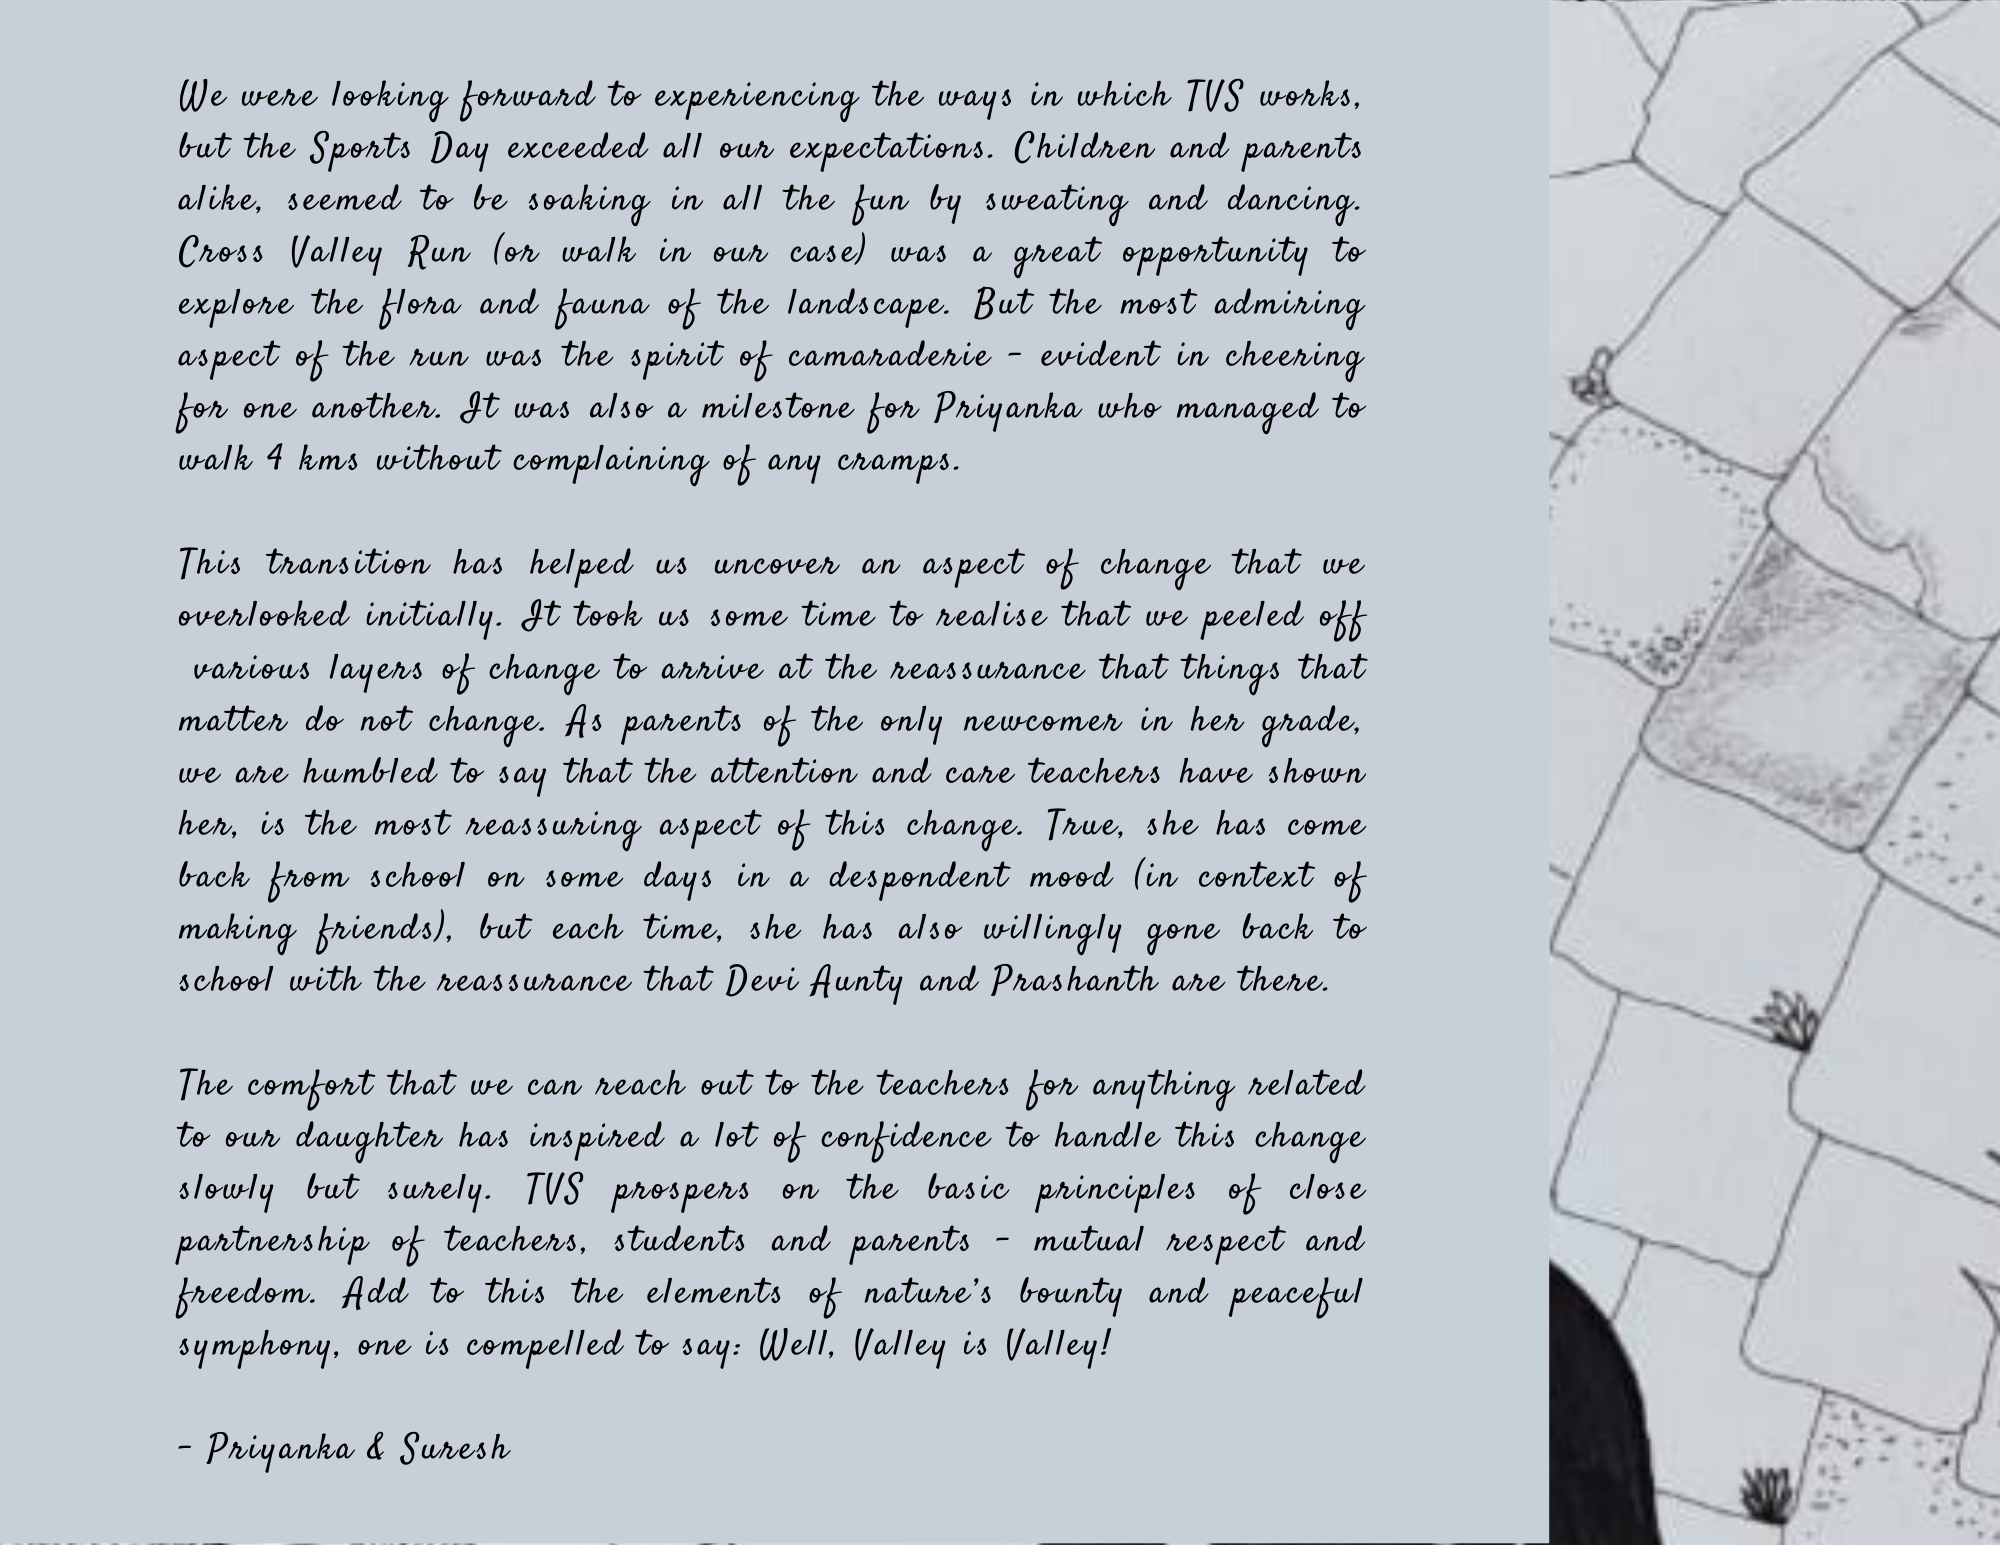 We were looking forward to experiencing the ways in which TVS works,
but the Sports Day exceeded all our expectations. Children and parents
alike, seemed to be soaking in all the fun by sweating and dancing.
Cross Valley Run (or walk in our case) was a great opportunity to
explore the flora and fauna of the landscape. But the most admiring
aspect of the run was the spirit of camaraderie - evident in cheering
for one another. It was also a milestone for Priyanka who managed to
walk 4 kms without complaining of any cramps.
This transition has helped us uncover an aspect of change that we
overlooked initially. It took us some time to realise that we peeled off
various layers of change to arrive at the reassurance that things that
matter do not change. As parents of the only newcomer in her grade,
we are humbled to say that the attention and care teachers have shown
her, is the most reassuring aspect of this change. True, she has come
back from school on some days in a despondent mood (in context of
making friends), but each time, she has also willingly gone back to
school with the reassurance that Devi Aunty and Prashanth are there.
The comfort that we can reach out to the teachers for anything related
to our daughter has inspired a lot of confidence to handle this change
slowly but surely. TVS prospers on the basic principles of close
partnership of teachers, students and parents - mutual respect and
freedom. Add to this the elements of nature's bounty and peaceful
symphony, one is compelled to say: Well, Valley is Valley!
- Priyanka & Suresh